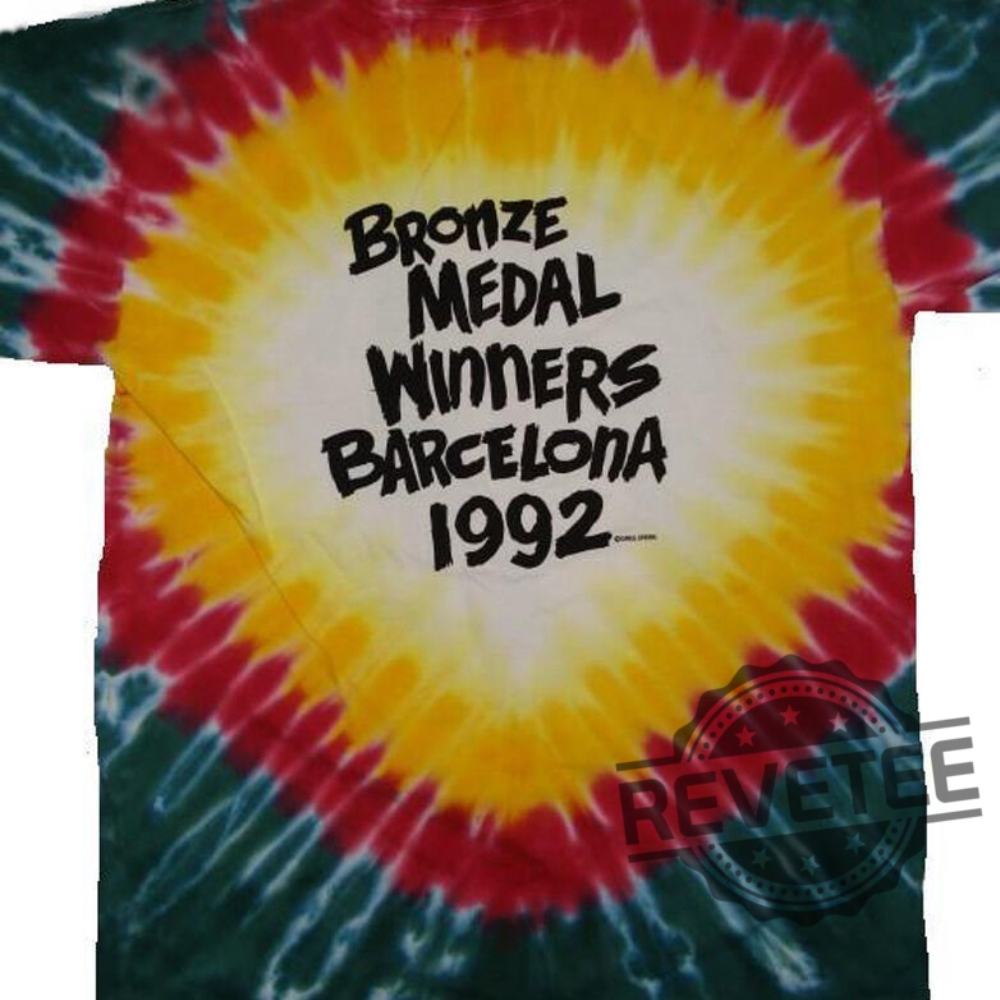 BRONZE
MEDAL
WINNERS
BARCELONA
1992
REVETEE